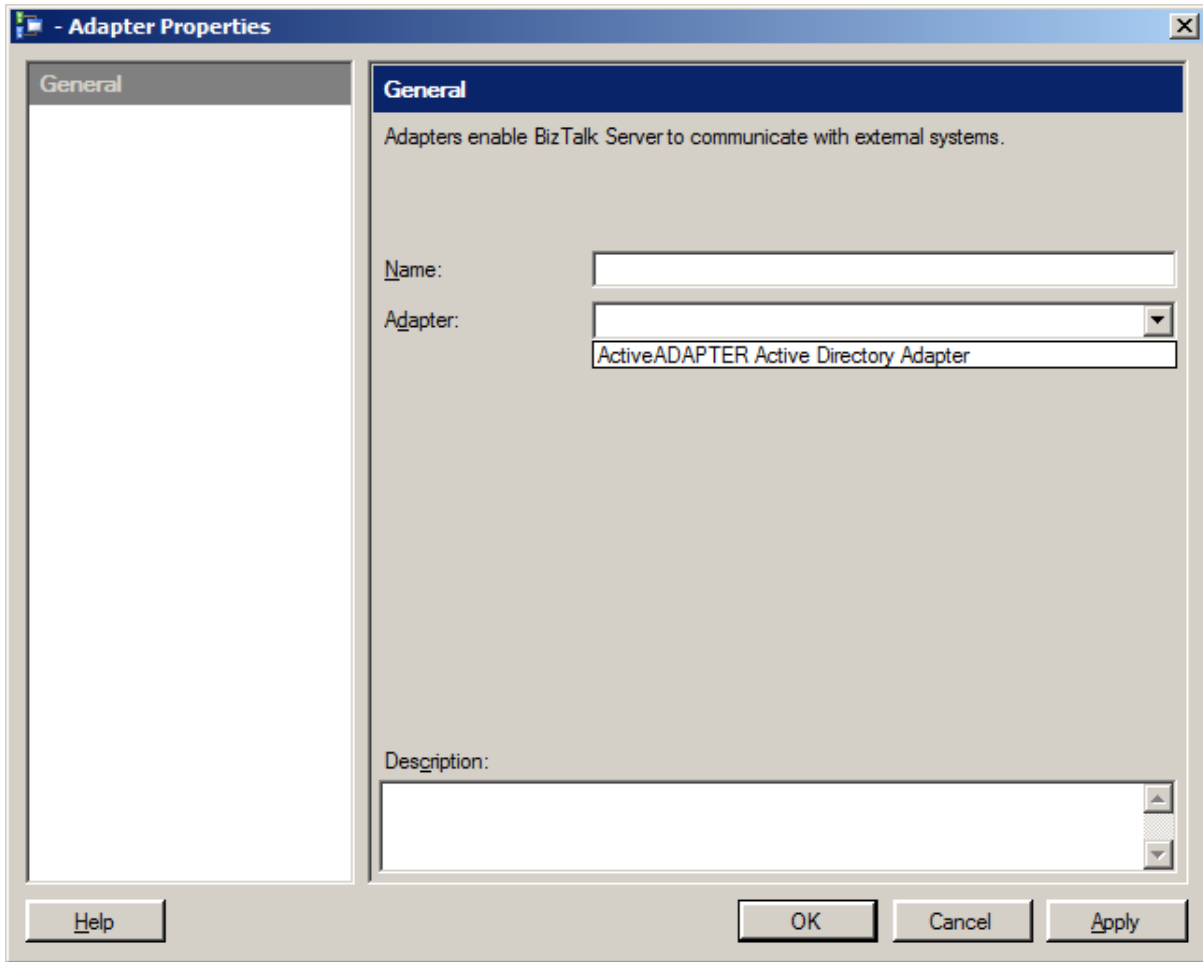 - Adapter Properties
General
General
Adapters enable BizTalk Server to communicate with external systems.
Name:
Adapter:
ActiveADAPTER Active Directory Adapter
Description:
Help
OK
Cancel
Apply